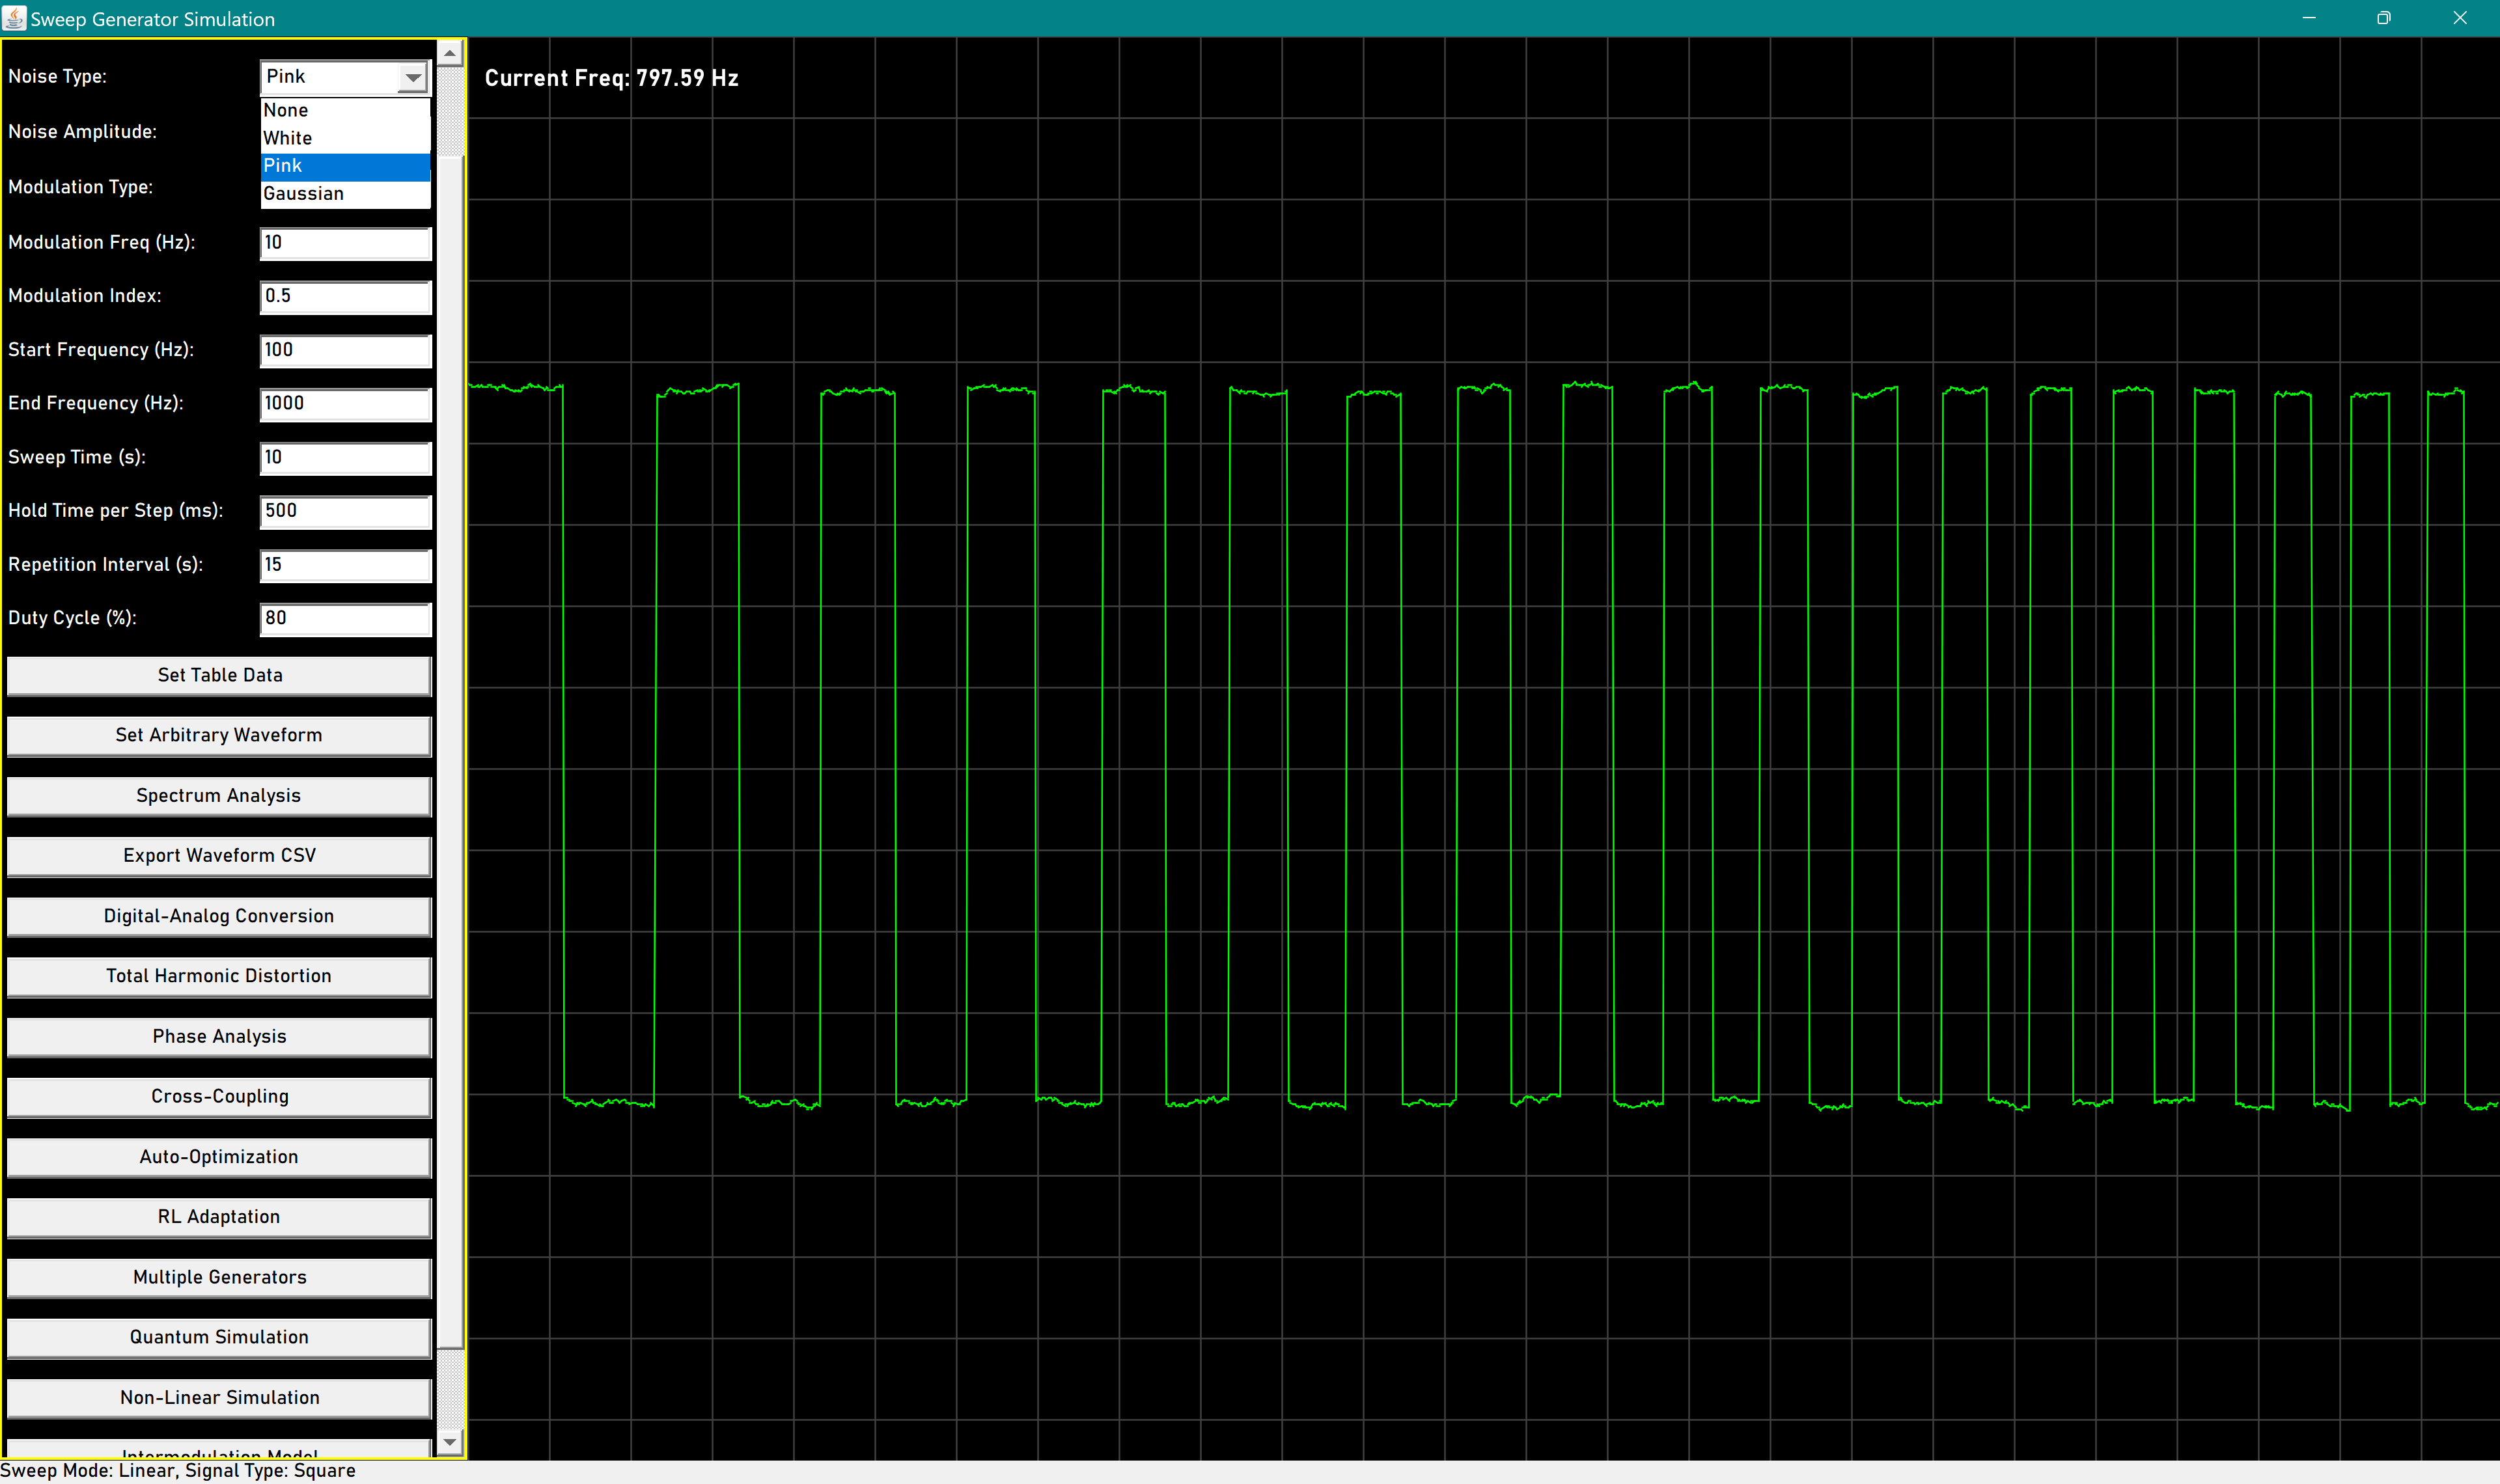 Sweep Generator Simulation
Noise Type: Pink
None
White
Pink
Gaussian
Noise Amplitude:
Modulation Type:
Modulation Freq (Hz): 10
Modulation Index: 0.5
Start Frequency (Hz): 100
End Frequency (Hz): 1000
Sweep Time (s): 10
Hold Time per Step (ms): 500
Repetition Interval (s): 15
Duty Cycle (%): 80
Set Table Data
Set Arbitrary Waveform
Spectrum Analysis
Export Waveform CSV
Digital-Analog Conversion
Total Harmonic Distortion
Phase Analysis
Cross-Coupling
Auto-Optimization
RL Adaptation
Multiple Generators
Quantum Simulation
Non-Linear Simulation
Intermodulation Model
Current Freq: 797.59 Hz
Sweep Mode: Linear, Signal Type: Square